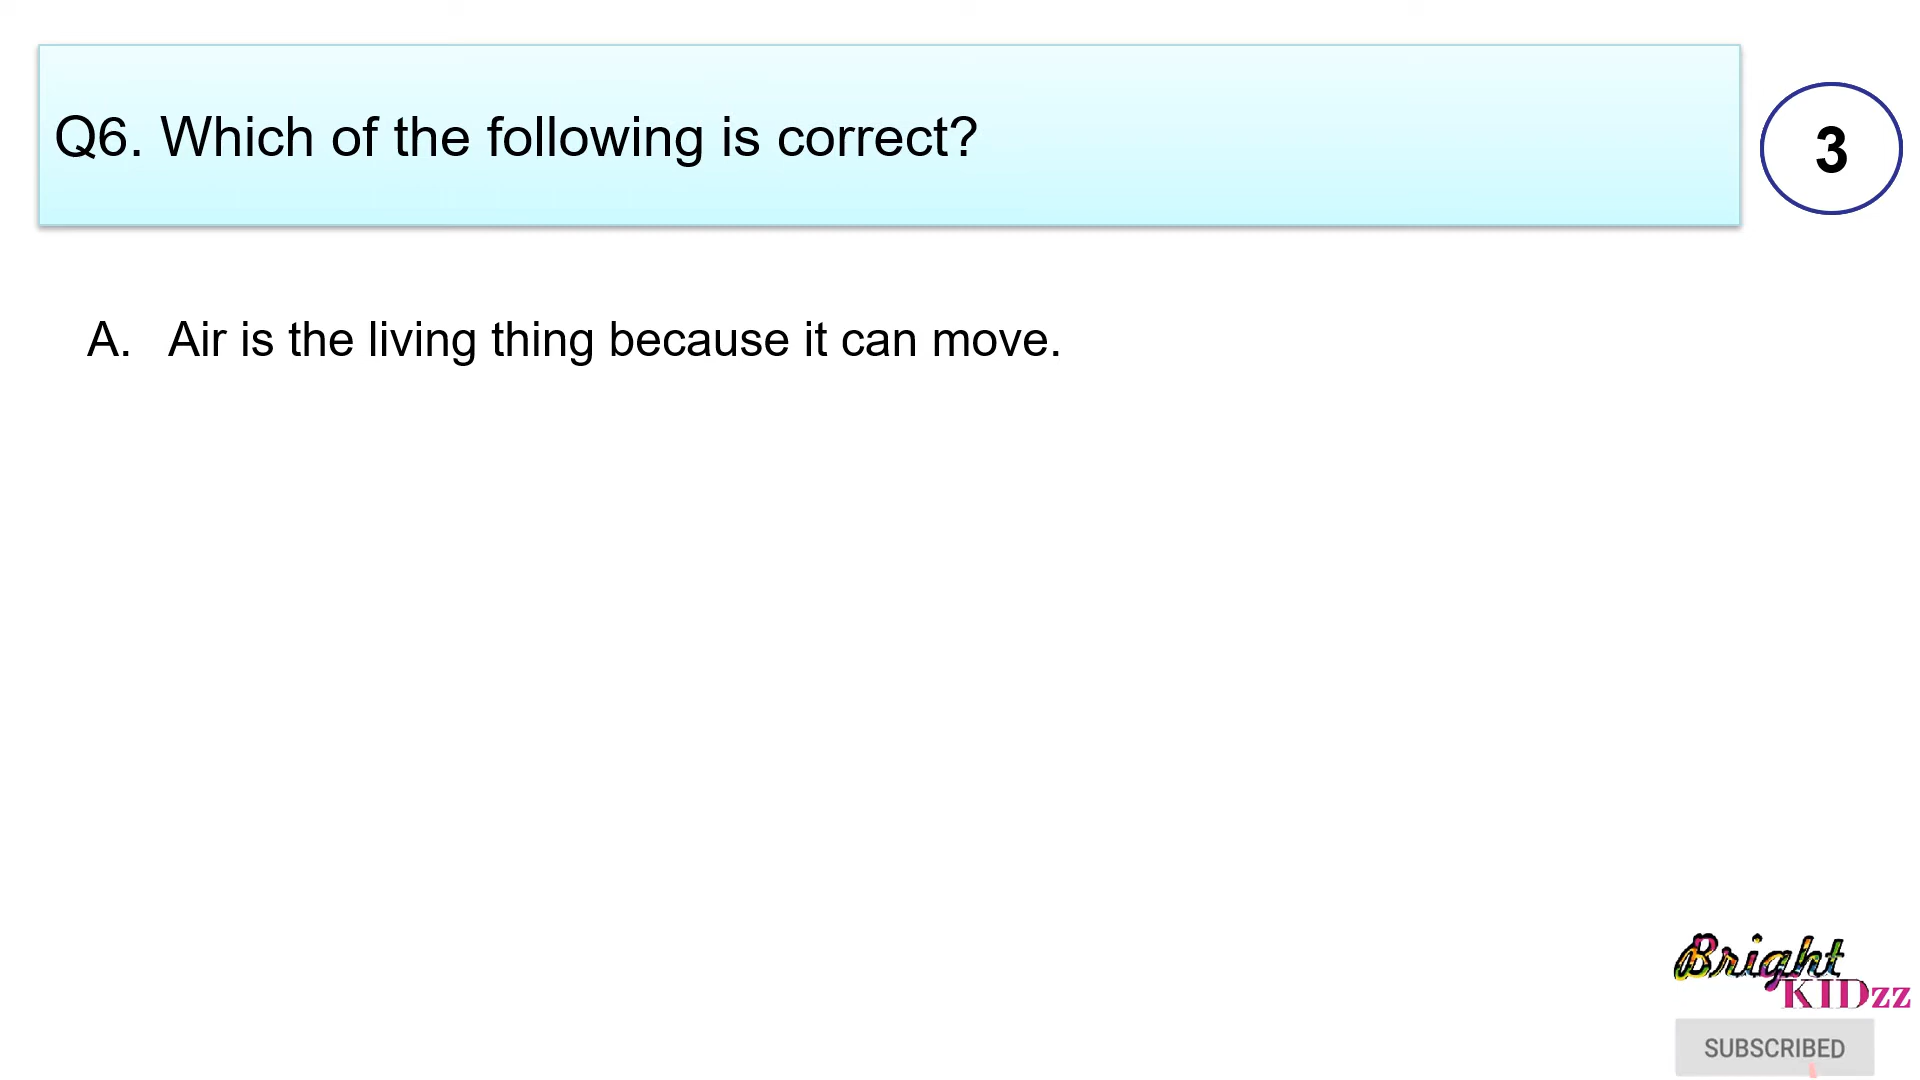 Q6. Which of the following is correct?
3
A. Air is the living thing because it can move.
Bright
KIDzz
SUBSCRIBED